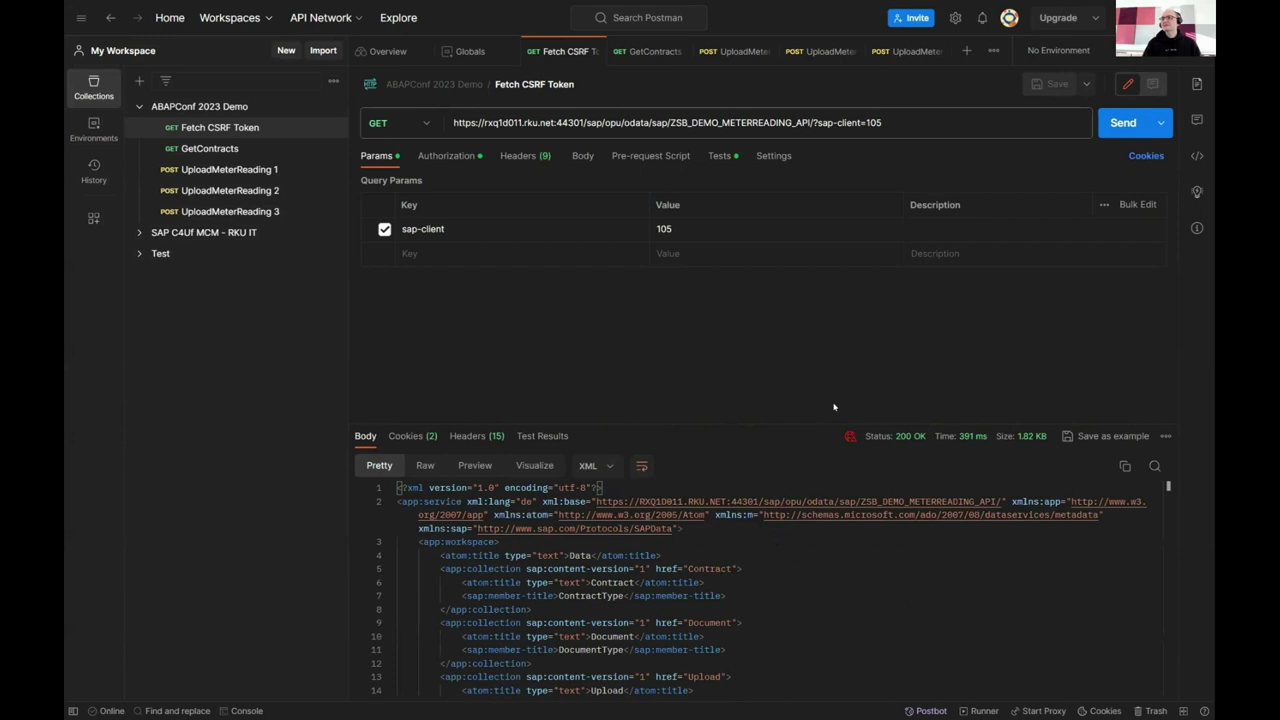 Home
Workspaces
API Network
Explore
Search Postman
Invite
Upgrade
My Workspace
New
Import
Overview
Globals
GET Fetch CSRF To
GET GetContracts
POST UploadMeter
POST UploadMeter
POST UploadMeter
No Environment
Collections
Environments
History
ABAPConf 2023 Demo
GET Fetch CSRF Token
GET GetContracts
POST UploadMeterReading 1
POST UploadMeterReading 2
POST UploadMeterReading 3
SAP C4Uf MCM - RKU IT
Test
HTTP
ABAPConf 2023 Demo / Fetch CSRF Token
Save
GET
https://rxq1d011.rku.net:44301/sap/opu/odata/sap/ZSB_DEMO_METERREADING_API/?sap-client=105
Send
Params
Authorization
Headers (9)
Body
Pre-request Script
Tests
Settings
Cookies
Query Params
Key Value Description
Bulk Edit
sap-client 105
Key Value Description
Body
Cookies (2)
Headers (15)
Test Results
Status: 200 OK
Time: 391 ms
Size: 1.82 KB
Save as example
Pretty
Raw
Preview
Visualize
XML
1 <?xml version="1.0" encoding="utf-8"?>
2 <app:service xml:lang="de" xml:base="https://RXQ1D011.RKU.NET:44301/sap/opu/odata/sap/ZSB_DEMO_METERREADING_API/" xmlns:app="http://www.w3.
org/2007/app" xmlns:atom="http://www.w3.org/2005/Atom" xmlns:m="http://schemas.microsoft.com/ado/2007/08/dataservices/metadata"
xmlns:sap="http://www.sap.com/Protocols/SAPData">
3 <app:workspace>
4 <atom:title type="text">Data</atom:title>
5 <app:collection sap:content-version="1" href="Contract">
6 <atom:title type="text">Contract</atom:title>
7 <sap:member-title>ContractType</sap:member-title>
8 </app:collection>
9 <app:collection sap:content-version="1" href="Document">
10 <atom:title type="text">Document</atom:title>
11 <sap:member-title>DocumentType</sap:member-title>
12 </app:collection>
13 <app:collection sap:content-version="1" href="Upload">
14 <atom:title type="text">Upload</atom:title>
Online
Find and replace
Console
Postbot
Runner
Start Proxy
Cookies
Trash